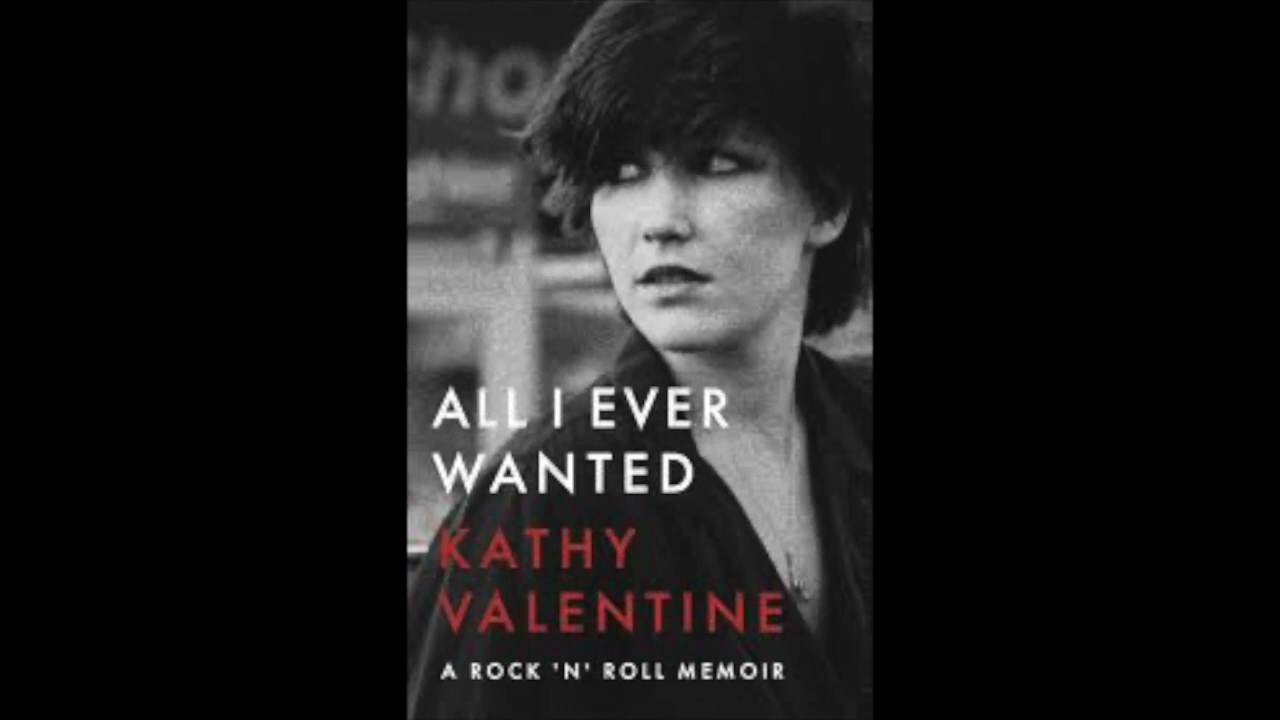 ALL I EVER
WANTED
KATHY
VALENTINE
A ROCK 'N' ROLL MEMOIR